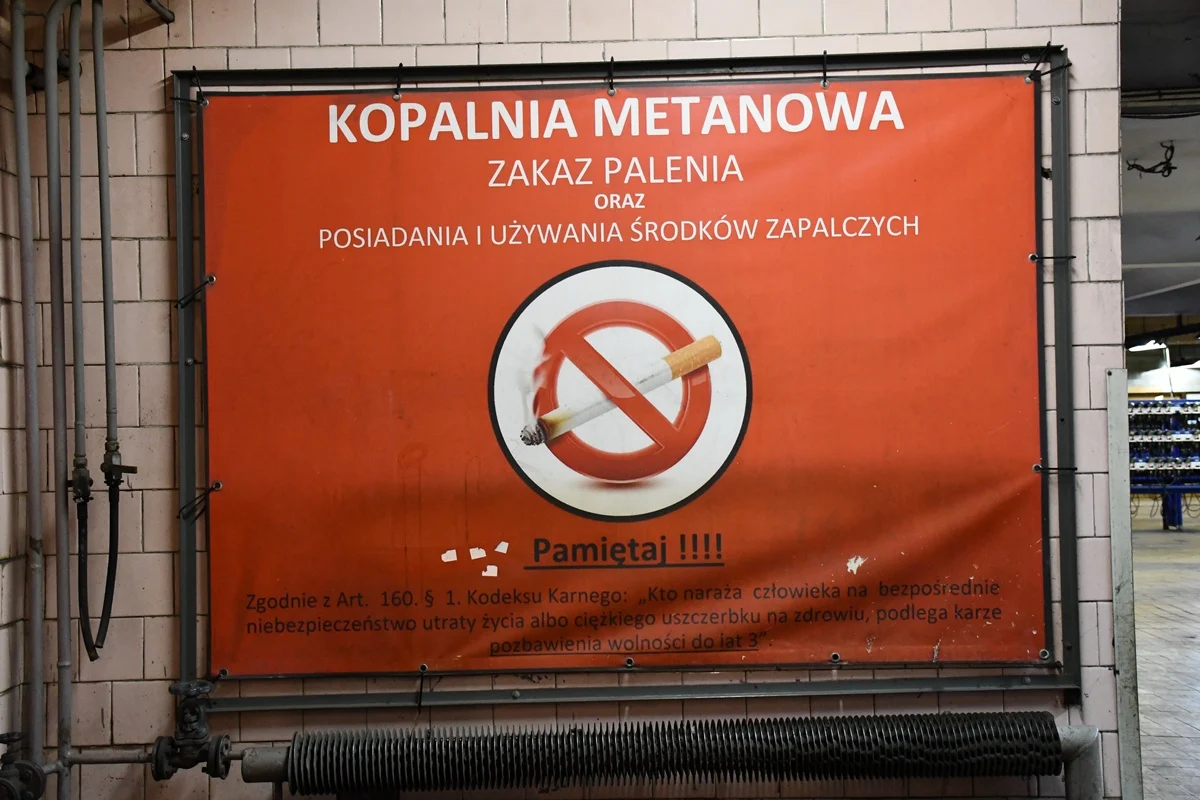 KOPALNIA METANOWA
ZAKAZ PALENIA
ORAZ
POSIADANIA I UŻYWANIA ŚRODKÓW ZAPALCZYCH
Pamiętaj !!!!
Zgodnie z Art. 160. § 1. Kodeksu Karnego: „Kto naraża człowieka na bezpośrednie
niebezpieczeństwo utraty życia albo ciężkiego uszczerbku na zdrowiu, podlega karze
pozbawienia wolności do lat 3”.